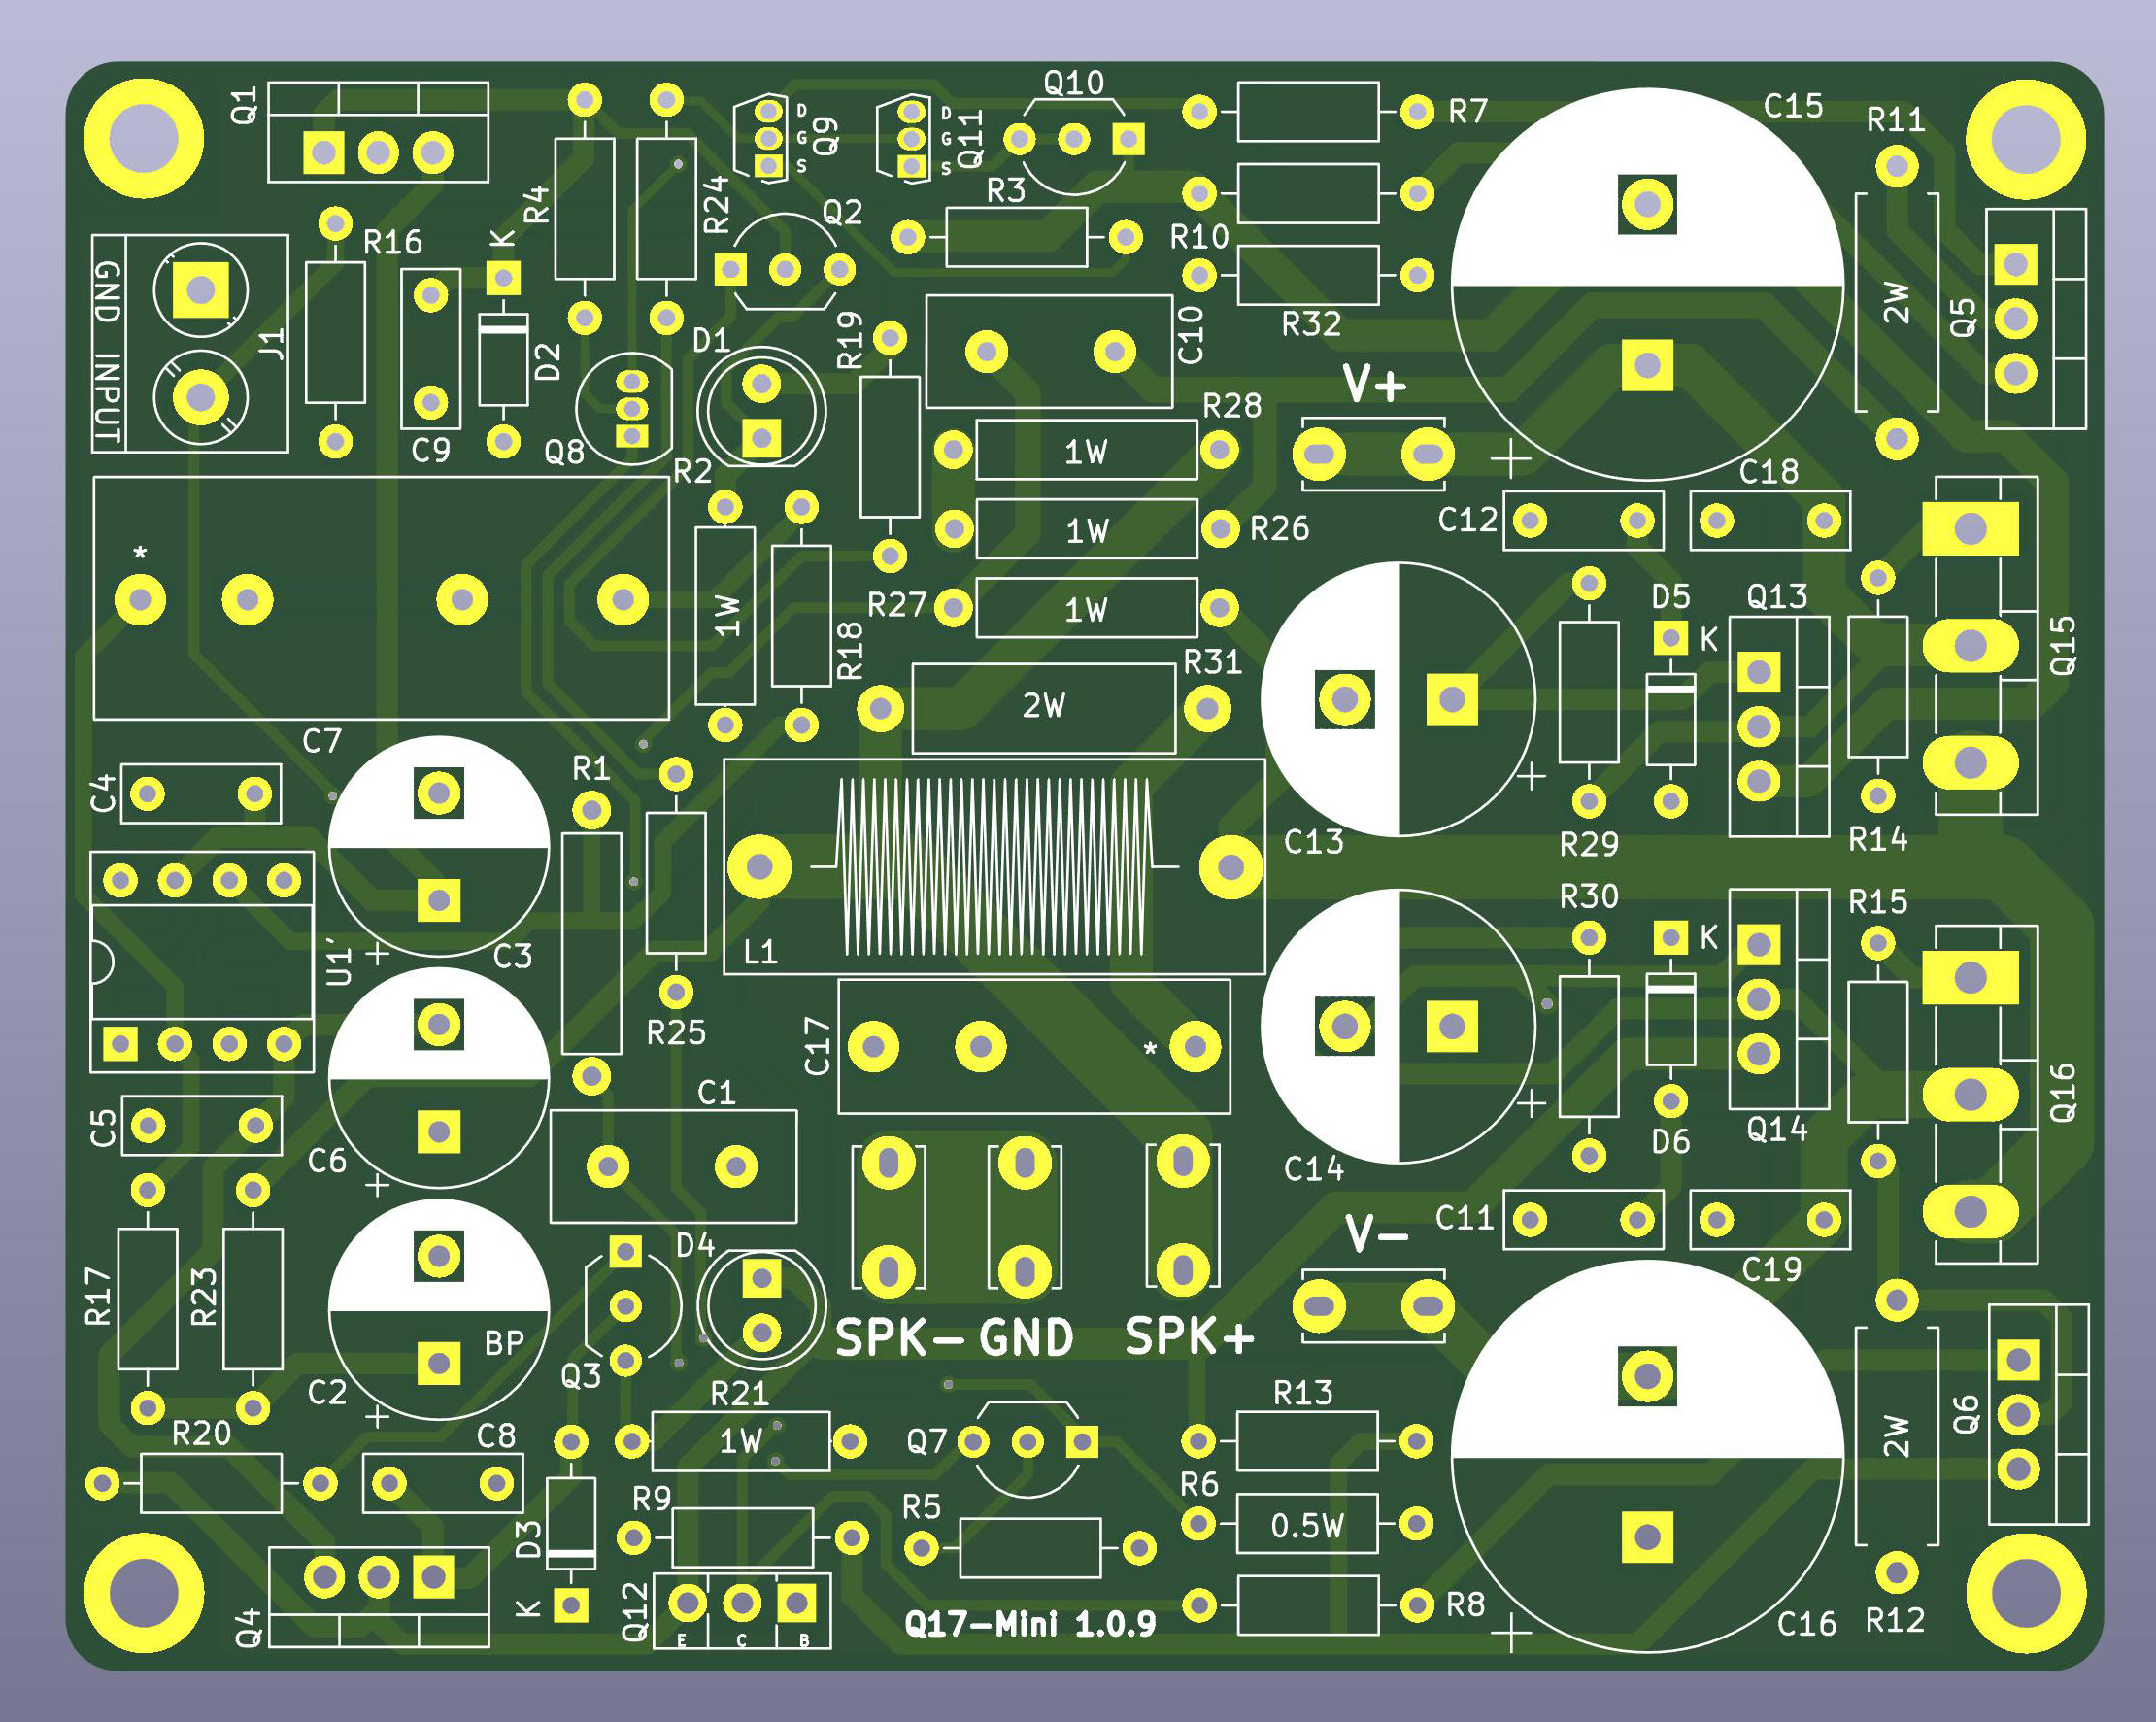 Q1
R4
R24
D
G
S
Q9
D
G
S
Q11
Q10
R7
C15
R11
R16
K
Q2
R3
R10
R32
2W
Q5
GND INPUT
J1
C9
D2
Q8
D1
R19
C10
V+
R28
1W
R2
C12
C18
1W
R26
*
1W
R18
R27
1W
D5
K
Q13
Q15
R31
2W
C7
C4
R1
C13
R29
R14
U1'
C3
L1
R30
K
R15
R25
C17
*
Q14
Q16
C5
C6
C1
C14
D6
R17
R23
D4
V-
C11
C19
BP
C2
Q3
SPK-
GND
SPK+
R20
C8
R21
1W
Q7
R13
2W
Q6
R9
R5
R6
0.5W
D3
K
Q4
Q12
E
C
B
Q17-Mini 1.0.9
R8
C16
R12